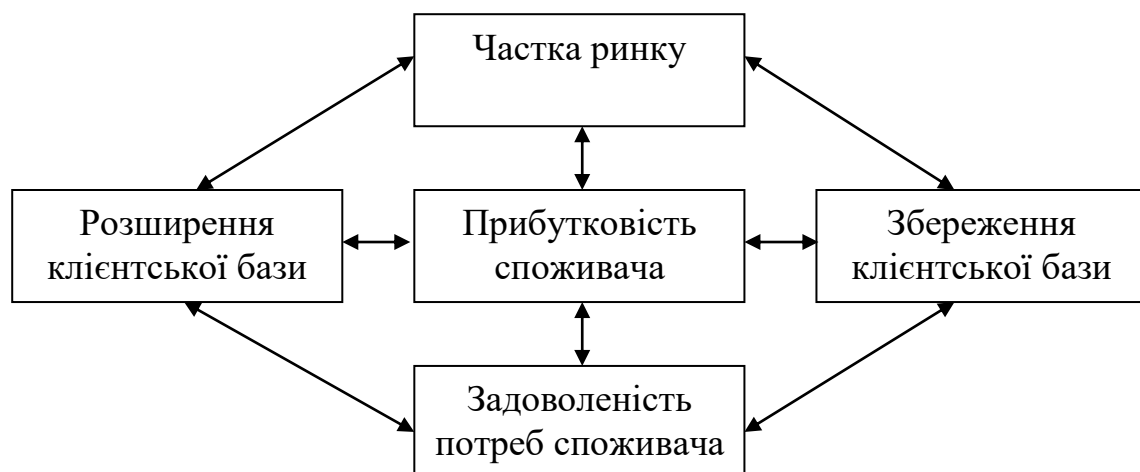 Частка ринку
Розширення
клієнтської бази
Прибутковість
споживача
Збереження
клієнтської бази
Задоволеність
потреб споживача